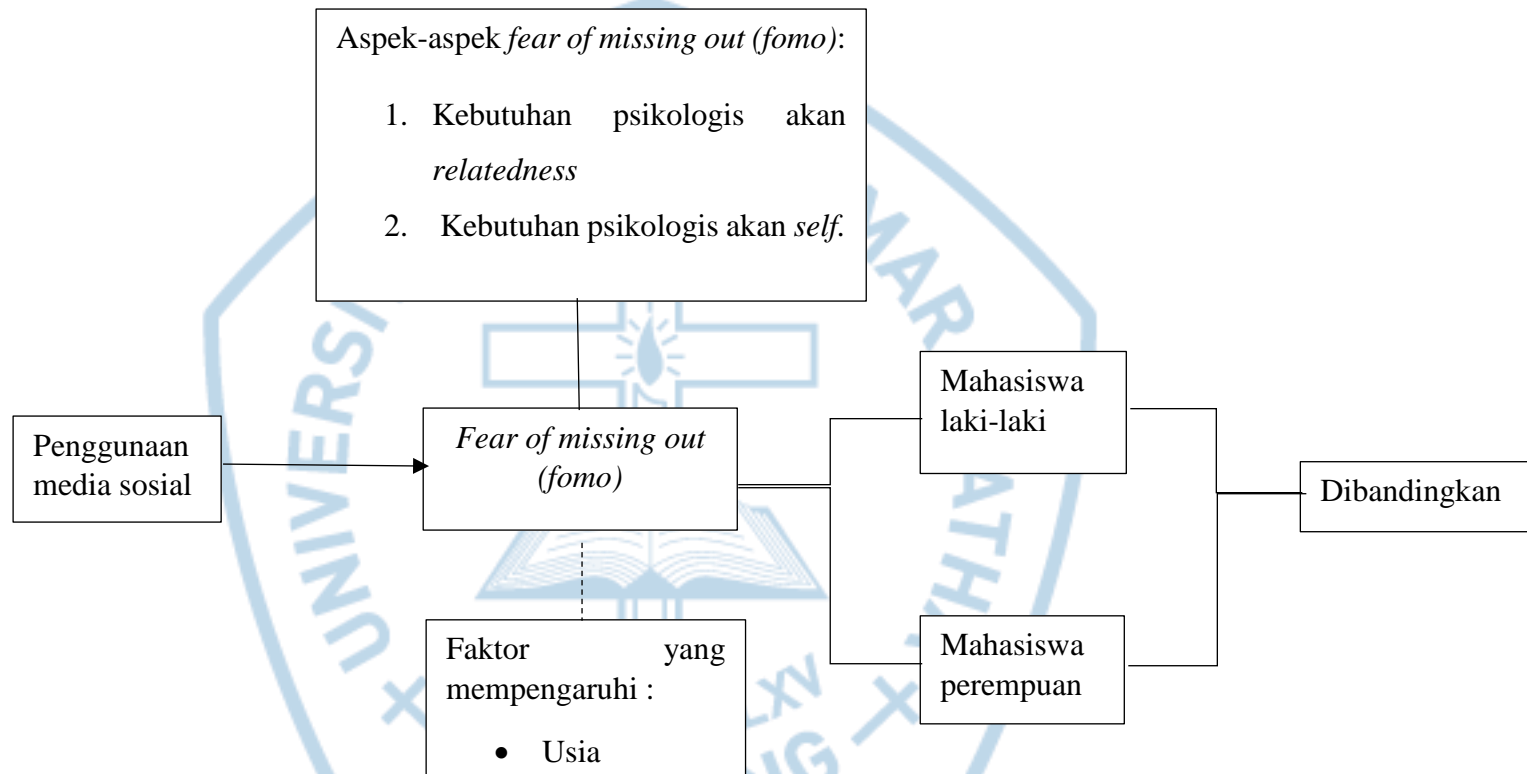 Aspek-aspek fear of missing out (fomo):
1. Kebutuhan psikologis akan
relatedness
2. Kebutuhan psikologis akan self.
Penggunaan
media sosial
Fear of missing out
(fomo)
Mahasiswa
laki-laki
Dibandingkan
Mahasiswa
perempuan
Faktor yang
mempengaruhi :
• Usia